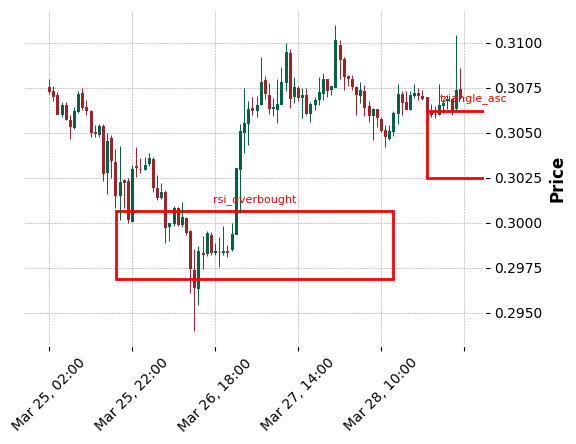 0.3100
0.3075
triangle_asc
0.3050
0.3025
rsi_overbought
0.3000
0.2975
0.2950
Price
Mar 25, 02:00
Mar 25, 22:00
Mar 26, 18:00
Mar 27, 14:00
Mar 28, 10:00